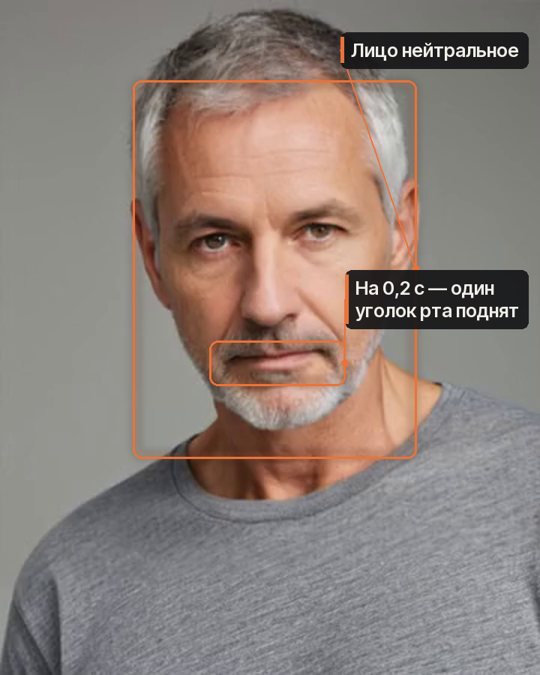 Лицо нейтральное
На 0,2 с — один
уголок рта поднят